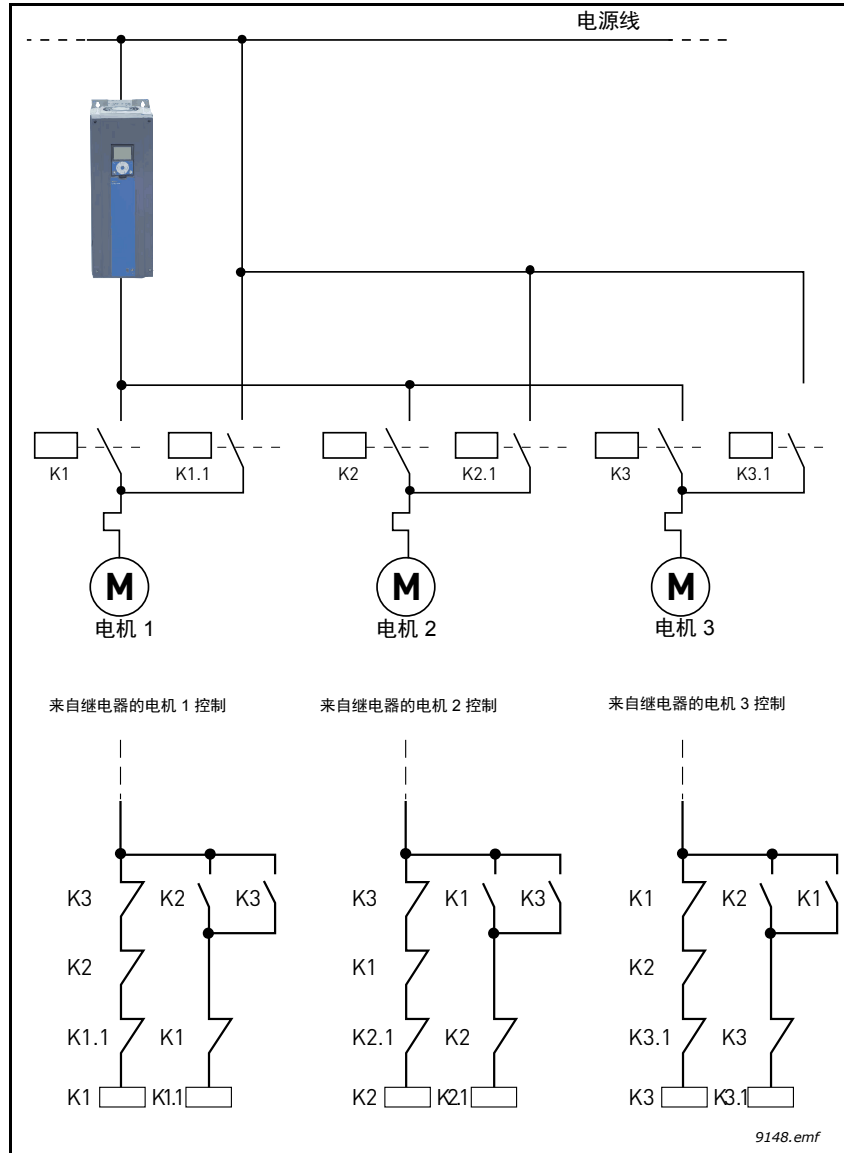 电源线
K1 K1.1 K2 K2.1 K3 K3.1
M M M
电机 1 电机 2 电机 3
来自继电器的电机 1 控制 来自继电器的电机 2 控制 来自继电器的电机 3 控制
K3 K2 K3 K3 K1 K3 K1 K2 K1
K2 K1 K2
K1.1 K1 K2.1 K2 K3.1 K3
K1 K1.1 K2 K2.1 K3 K3.1
9148.emf